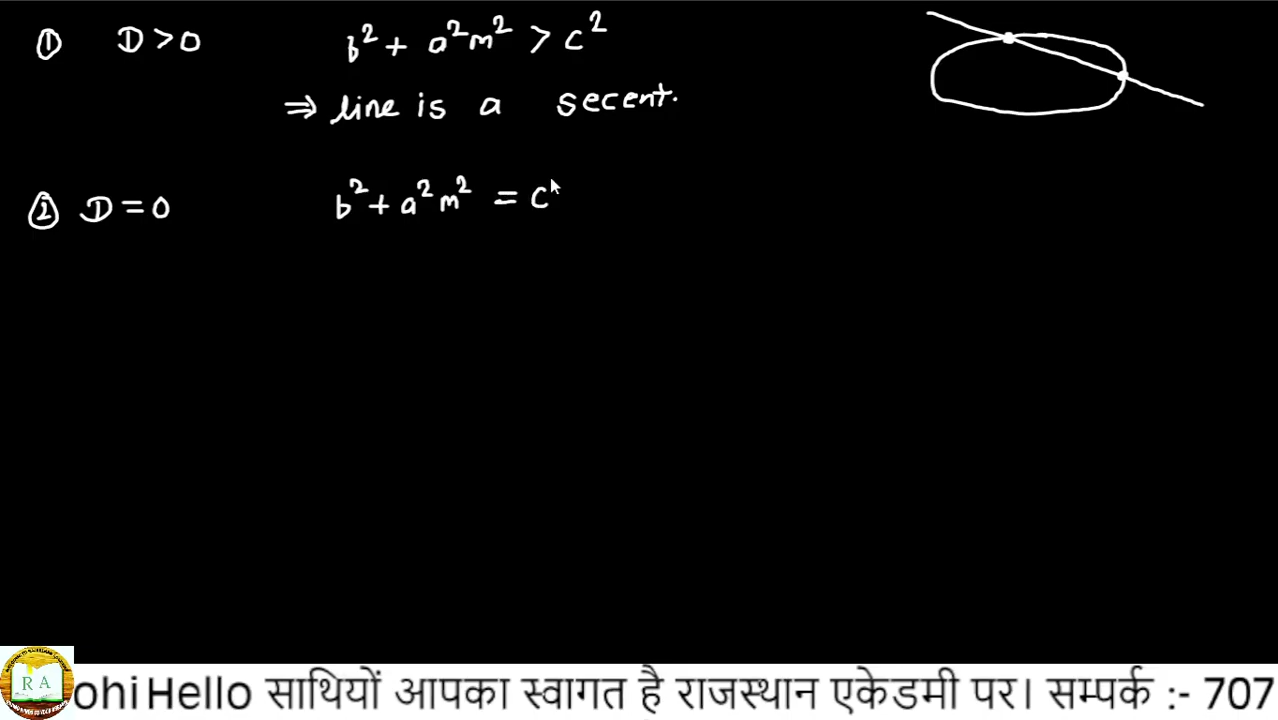 ① D > 0 b² + a²m² > c²
⇒ line is a secent.
② D = 0 b² + a²m² = c
R A
ohi Hello साथियों आपका स्वागत है राजस्थान एकेडमी पर। सम्पर्क :- 707